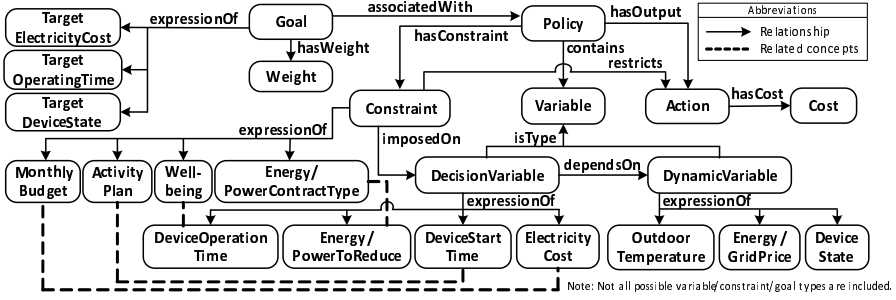 Target
ElectricityCost
expressionOf
Goal
associatedWith
Policy
hasOutput
Abbreviations
Relationship
Related concepts
hasWeight
hasConstraint
contains
restricts
Target
OperatingTime
Weight
Target
DeviceState
Constraint
Variable
Action
hasCost
Cost
expressionOf
imposedOn
isType
Monthly
Budget
Activity
Plan
Well-
being
Energy/
PowerContractType
DecisionVariable
dependsOn
DynamicVariable
expressionOf
expressionOf
DeviceOperation
Time
Energy/
PowerToReduce
DeviceStart
Time
Electricity
Cost
Outdoor
Temperature
Energy/
GridPrice
Device
State
Note: Not all possible variable/constraint/goal types are included.